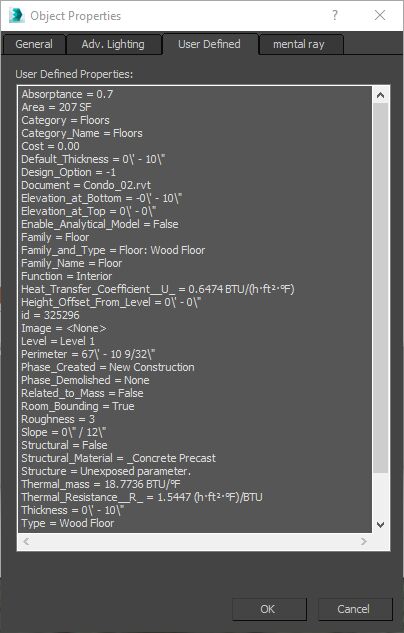 Object Properties
? ×
General
Adv. Lighting
User Defined
mental ray
User Defined Properties:
Absorptance = 0.7
Area = 207 SF
Category = Floors
Category_Name = Floors
Cost = 0.00
Default_Thickness = 0\' - 10\"
Design_Option = -1
Document = Condo_02.rvt
Elevation_at_Bottom = -0\' - 10\"
Elevation_at_Top = 0\' - 0\"
Enable_Analytical_Model = False
Family = Floor
Family_and_Type = Floor: Wood Floor
Family_Name = Floor
Function = Interior
Heat_Transfer_Coefficient__U_ = 0.6474 BTU/(h·ft²·°F)
Height_Offset_From_Level = 0\' - 0\"
id = 325296
Image = <None>
Level = Level 1
Perimeter = 67\' - 10 9/32\"
Phase_Created = New Construction
Phase_Demolished = None
Related_to_Mass = False
Room_Bounding = True
Roughness = 3
Slope = 0\" / 12\"
Structural = False
Structural_Material = _Concrete Precast
Structure = Unexposed parameter.
Thermal_mass = 18.7736 BTU/°F
Thermal_Resistance__R_ = 1.5447 (h·ft²·°F)/BTU
Thickness = 0\' - 10\"
Type = Wood Floor
OK
Cancel